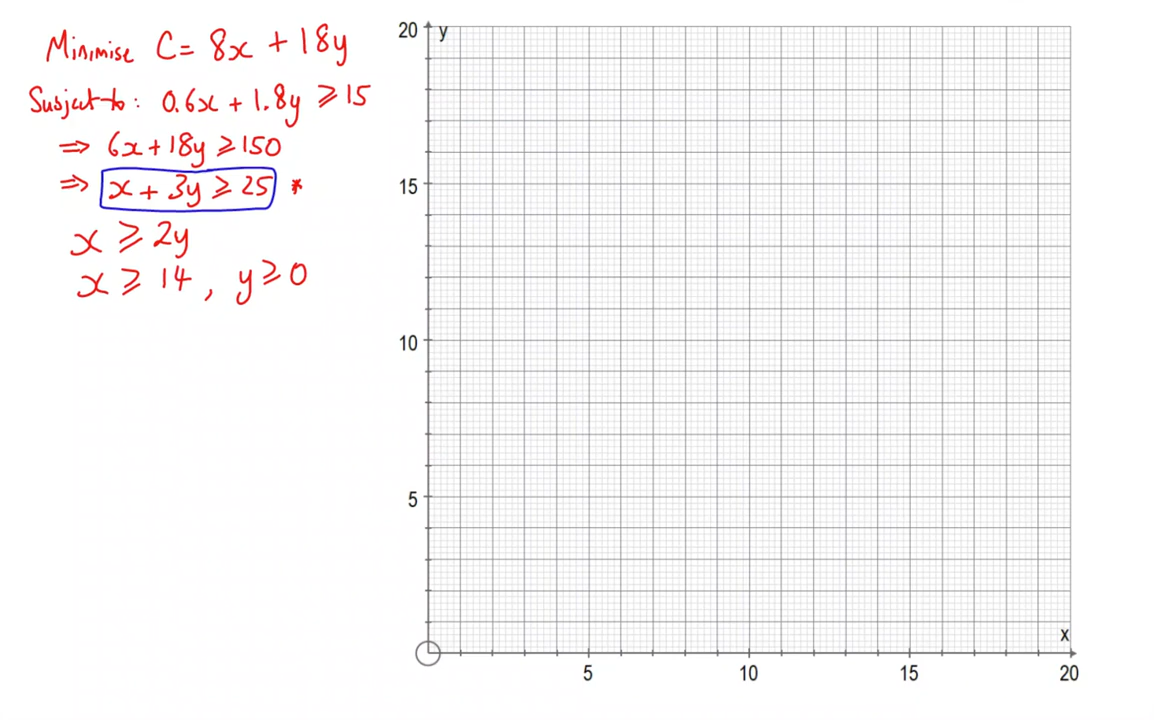 Minimise C = 8x + 18y
Subject to: 0.6x + 1.8y ⩾ 15
⇒ 6x + 18y ⩾ 150
⇒ x + 3y ⩾ 25 *
x ⩾ 2y
x ⩾ 14, y ⩾ 0
20 y
15
10
5
x
5 10 15 20